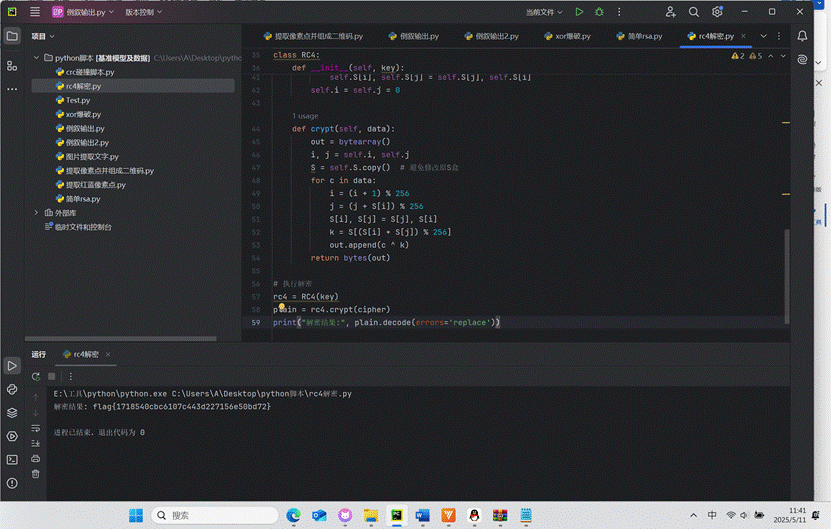 DP 倒叙输出.py 版本控制 当前文件
项目
提取像素点并组成二维码.py 倒叙输出.py 倒叙输出2.py xor爆破.py 简单rsa.py rc4解密.py
python脚本 [基准模型及数据] C:\Users\A\Desktop\pytho
crc碰撞脚本.py
rc4解密.py
Test.py
xor爆破.py
倒叙输出.py
倒叙输出2.py
图片提取文字.py
提取像素点并组成二维码.py
提取红蓝像素点.py
简单rsa.py
外部库
临时文件和控制台
2 5
35 class RC4:
36 def __init__(self, key):
41 self.S[i], self.S[j] = self.S[j], self.S[i]
42 self.i = self.j = 0
43
1 usage
44 def crypt(self, data):
45 out = bytearray()
46 i, j = self.i, self.j
47 S = self.S.copy() # 避免修改原S盒
48 for c in data:
49 i = (i + 1) % 256
50 j = (j + S[i]) % 256
51 S[i], S[j] = S[j], S[i]
52 k = S[(S[i] + S[j]) % 256]
53 out.append(c ^ k)
54 return bytes(out)
55
56 # 执行解密
57 rc4 = RC4(key)
58 plain = rc4.crypt(cipher)
59 print("解密结果:", plain.decode(errors='replace'))
运行 rc4解密
E:\工具\python\python.exe C:\Users\A\Desktop\python脚本\rc4解密.py
解密结果: flag{1718540cbc6107c443d227156e50bd72}
进程已结束，退出代码为 0
搜索
中
11:41
2025/5/11